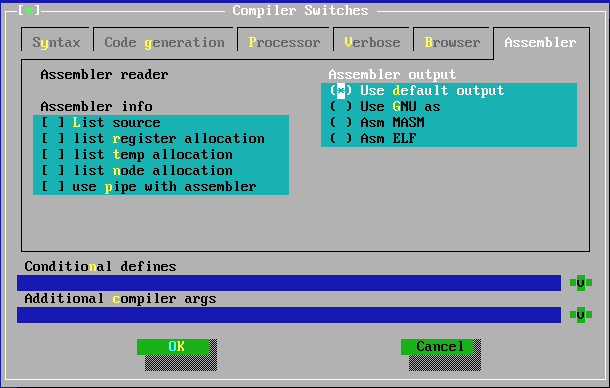 [*] Compiler Switches
Syntax Code generation Processor Verbose Browser Assembler
Assembler reader
Assembler info
[ ] List source
[ ] list register allocation
[ ] list temp allocation
[ ] list node allocation
[ ] use pipe with assembler
Assembler output
(*) Use default output
( ) Use GNU as
( ) Asm MASM
( ) Asm ELF
Conditional defines
Additional compiler args
OK Cancel